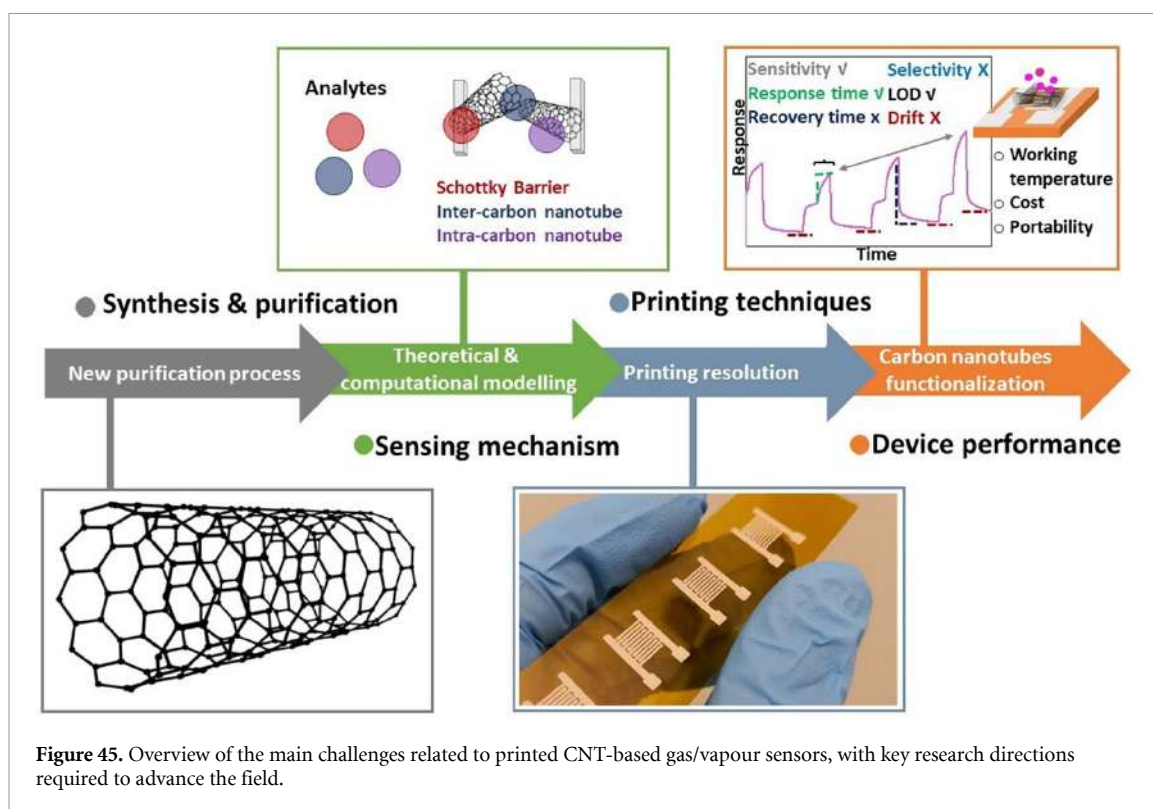 Analytes
Schottky Barrier
Inter-carbon nanotube
Intra-carbon nanotube
Sensitivity √ Selectivity X
Response time √ LOD √
Recovery time x Drift X
Response
Time
○ Working
temperature
○ Cost
○ Portability
Synthesis & purification
Printing techniques
New purification process
Theoretical &
computational modelling
Printing resolution
Carbon nanotubes
functionalization
Sensing mechanism
Device performance
Figure 45. Overview of the main challenges related to printed CNT-based gas/vapour sensors, with key research directions
required to advance the field.